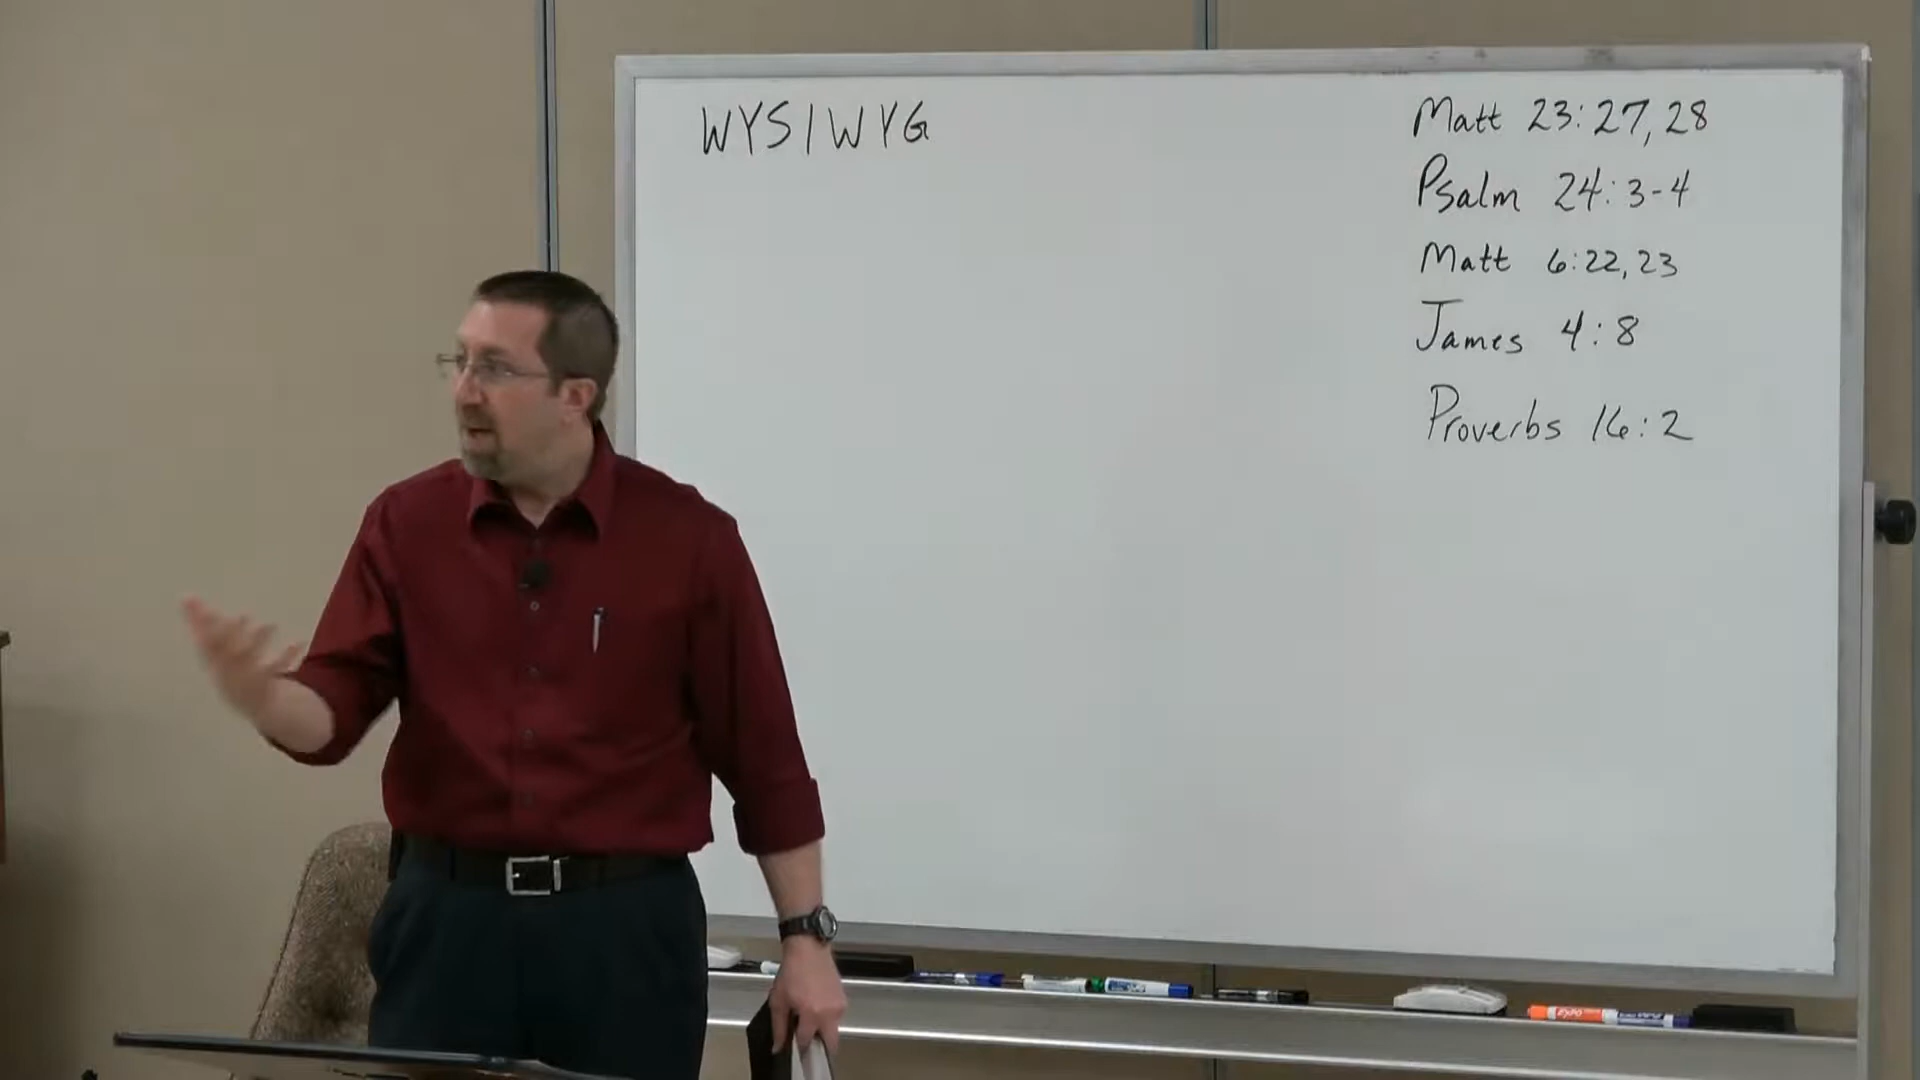 WYSIWYG
Matt 23:27,28
Psalm 24:3-4
Matt 6:22,23
James 4:8
Proverbs 16:2
EXPO